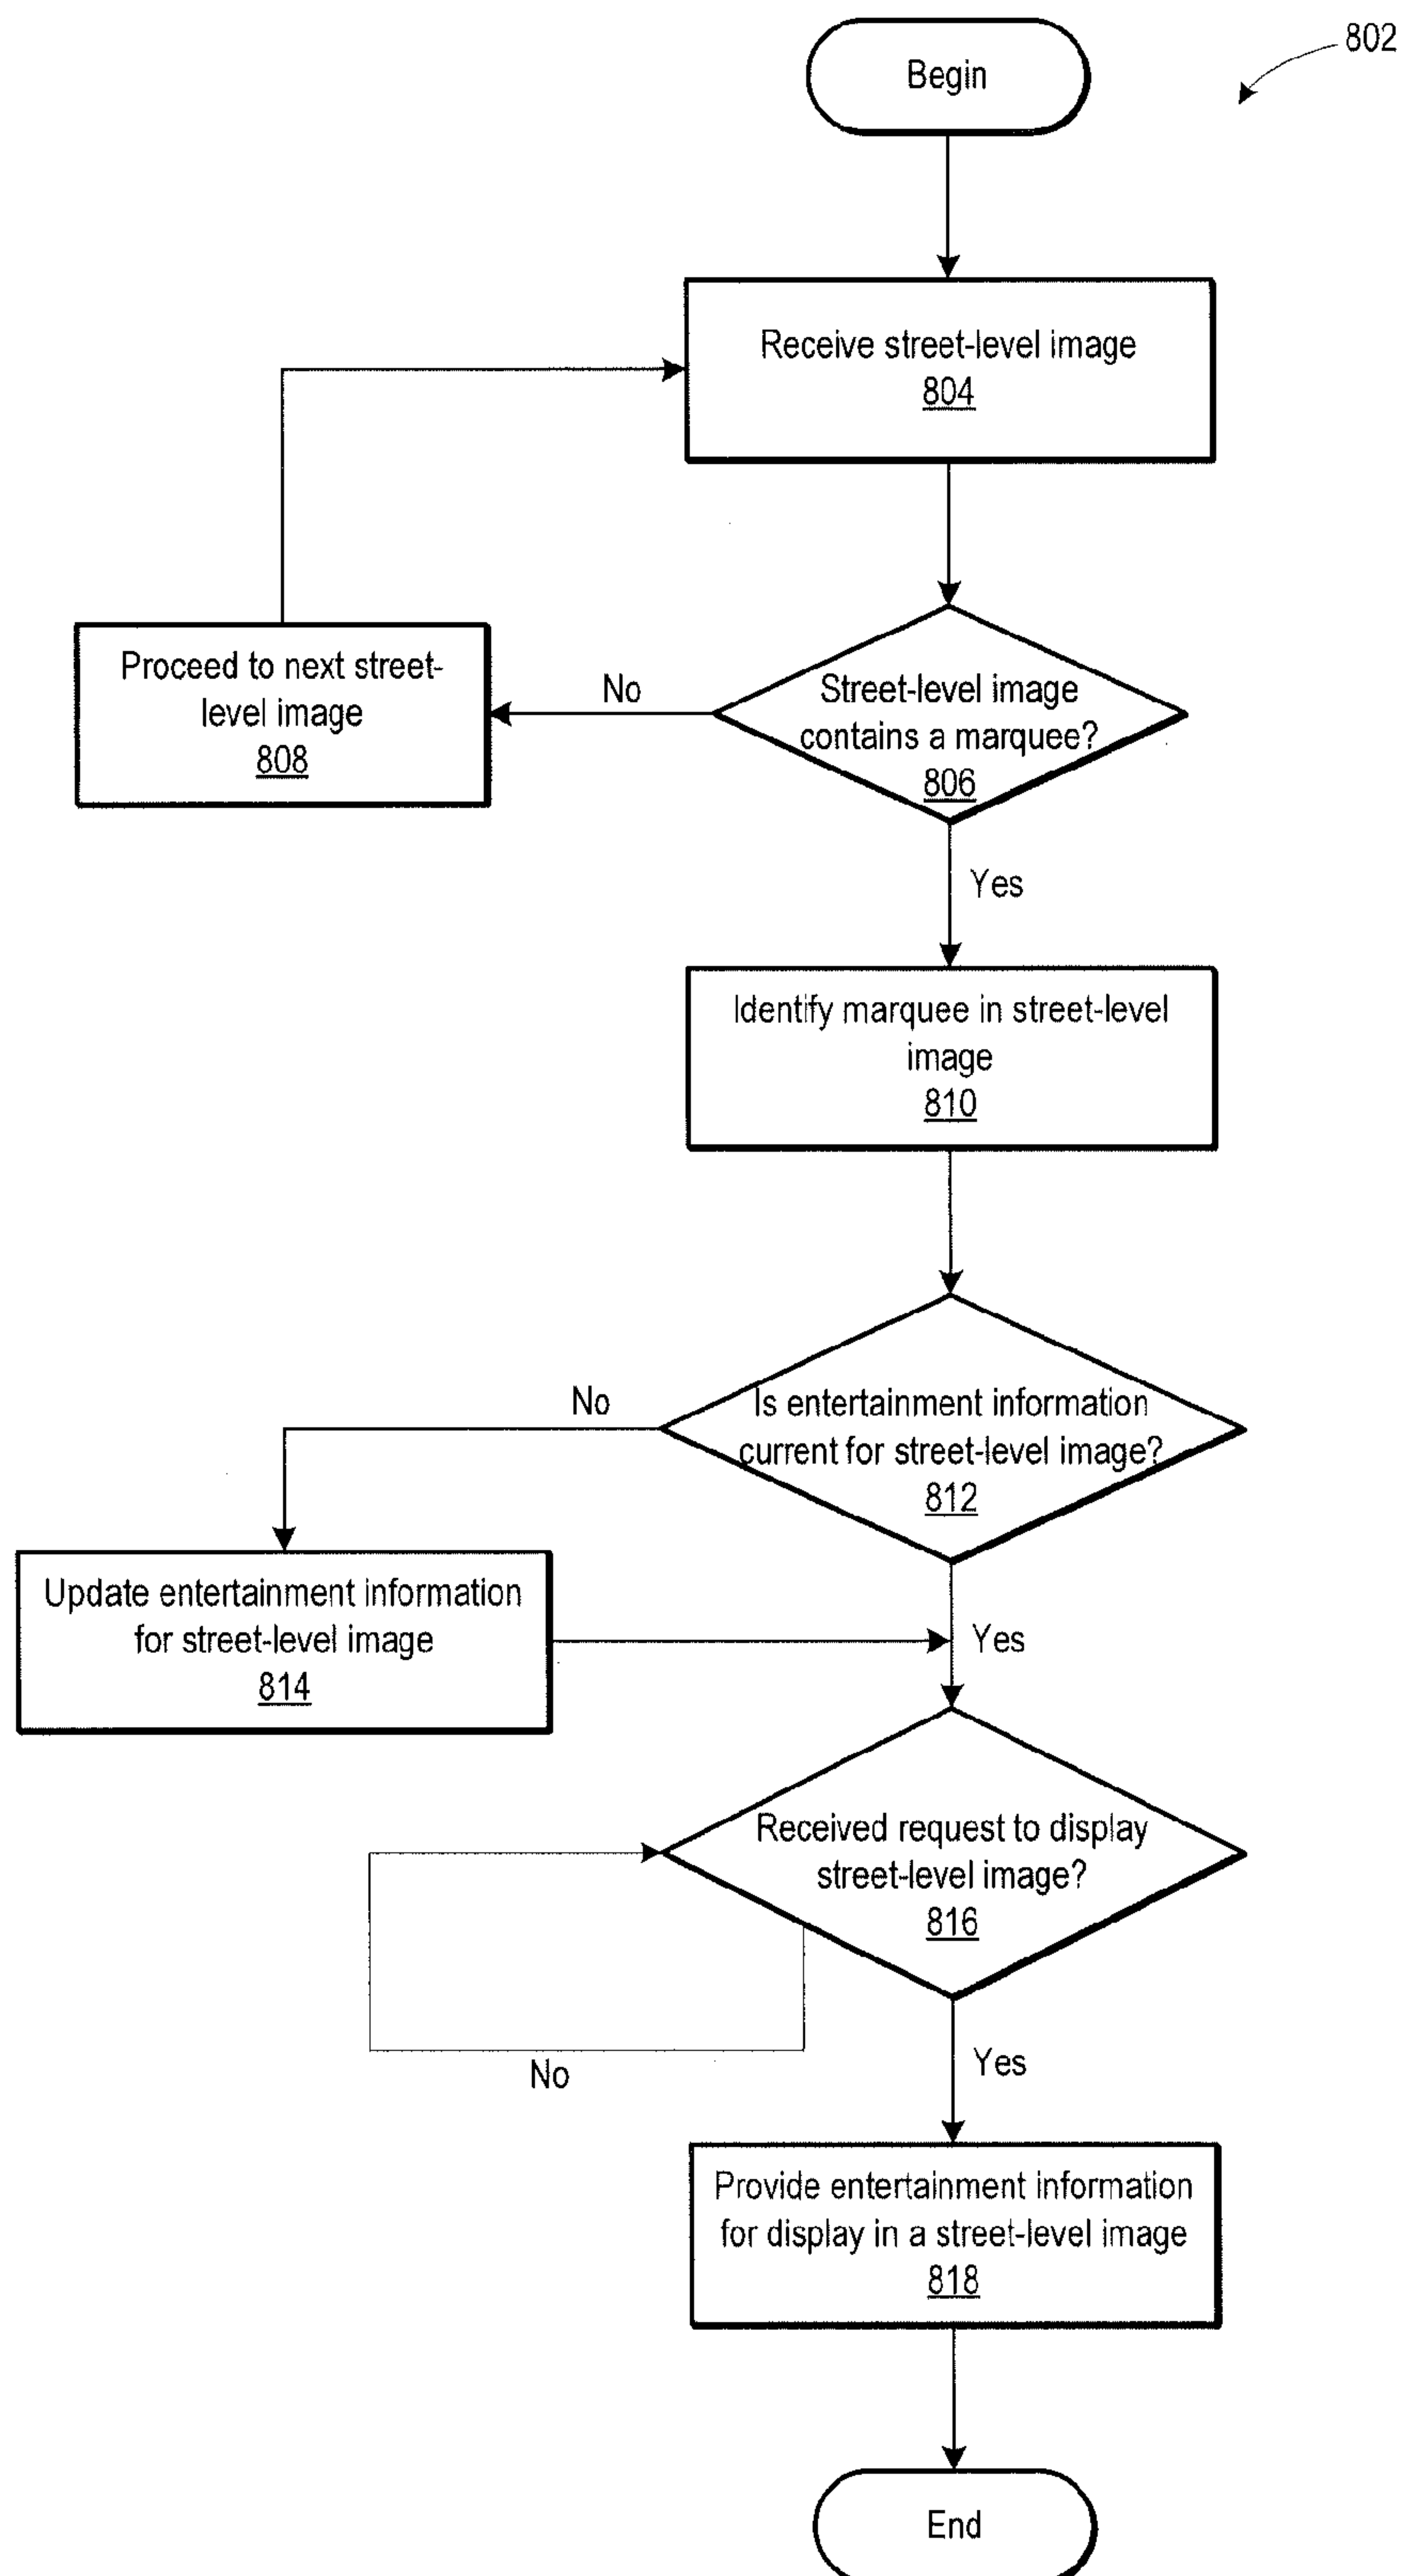 802
Begin
Receive street-level image
804
Proceed to next street-
level image
808
No
Street-level image
contains a marquee?
806
Yes
Identify marquee in street-level
image
810
No
Is entertainment information
current for street-level image?
812
Update entertainment information
for street-level image
814
Yes
Received request to display
street-level image?
816
No
Yes
Provide entertainment information
for display in a street-level image
818
End